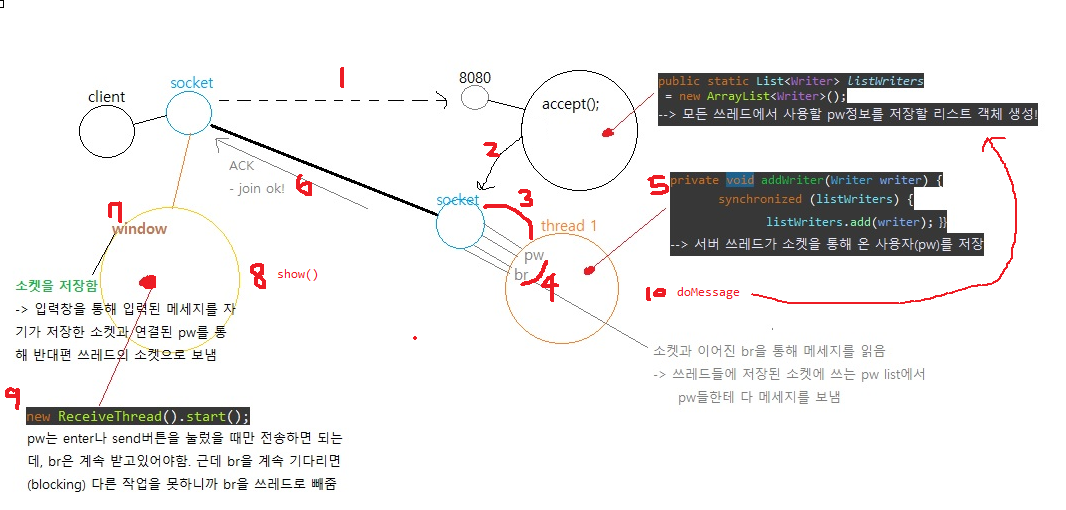 client
socket
1
8080
accept();
public static List<Writer> listWriters
= new ArrayList<Writer>();
--> 모든 쓰레드에서 사용할 pw정보를 저장할 리스트 객체 생성!
2
ACK
- join ok!
6
socket
3
thread 1
pw
br
4
5
private void addWriter(Writer writer) {
synchronized (listWriters) {
listWriters.add(writer); }}
--> 서버 쓰레드가 소켓을 통해 온 사용자(pw)를 저장
10
doMessage
7
window
8
show()
소켓을 저장함
-> 입력창을 통해 입력된 메세지를 자
기가 저장한 소켓과 연결된 pw를 통
해 반대편 쓰레드의 소켓으로 보냄
소켓과 이어진 br을 통해 메세지를 읽음
-> 쓰레드들에 저장된 소켓에 쓰는 pw list에서
pw들한테 다 메세지를 보냄
9
new ReceiveThread().start();
pw는 enter나 send버튼을 눌렀을 때만 전송하면 되는
데, br은 계속 받고있어야함. 근데 br을 계속 기다리면
(blocking) 다른 작업을 못하니까 br을 쓰레드로 빼줌